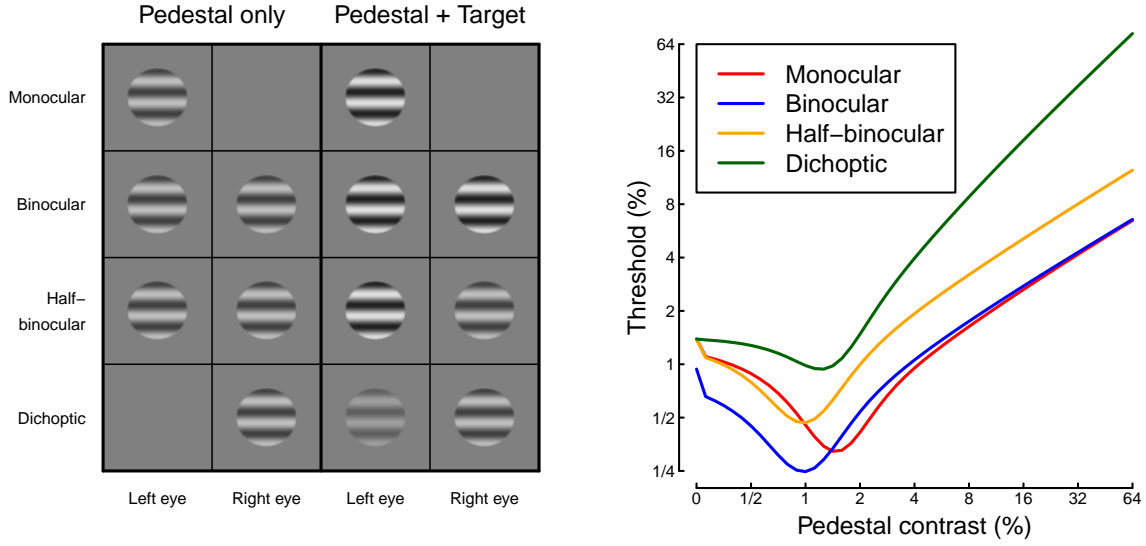 Pedestal only
Pedestal + Target
Monocular
Binocular
Half−
binocular
Dichoptic
Left eye
Right eye
Left eye
Right eye
Threshold (%)
64
32
16
8
4
2
1
1/2
1/4
Monocular
Binocular
Half−binocular
Dichoptic
0
1/2
1
2
4
8
16
32
64
Pedestal contrast (%)